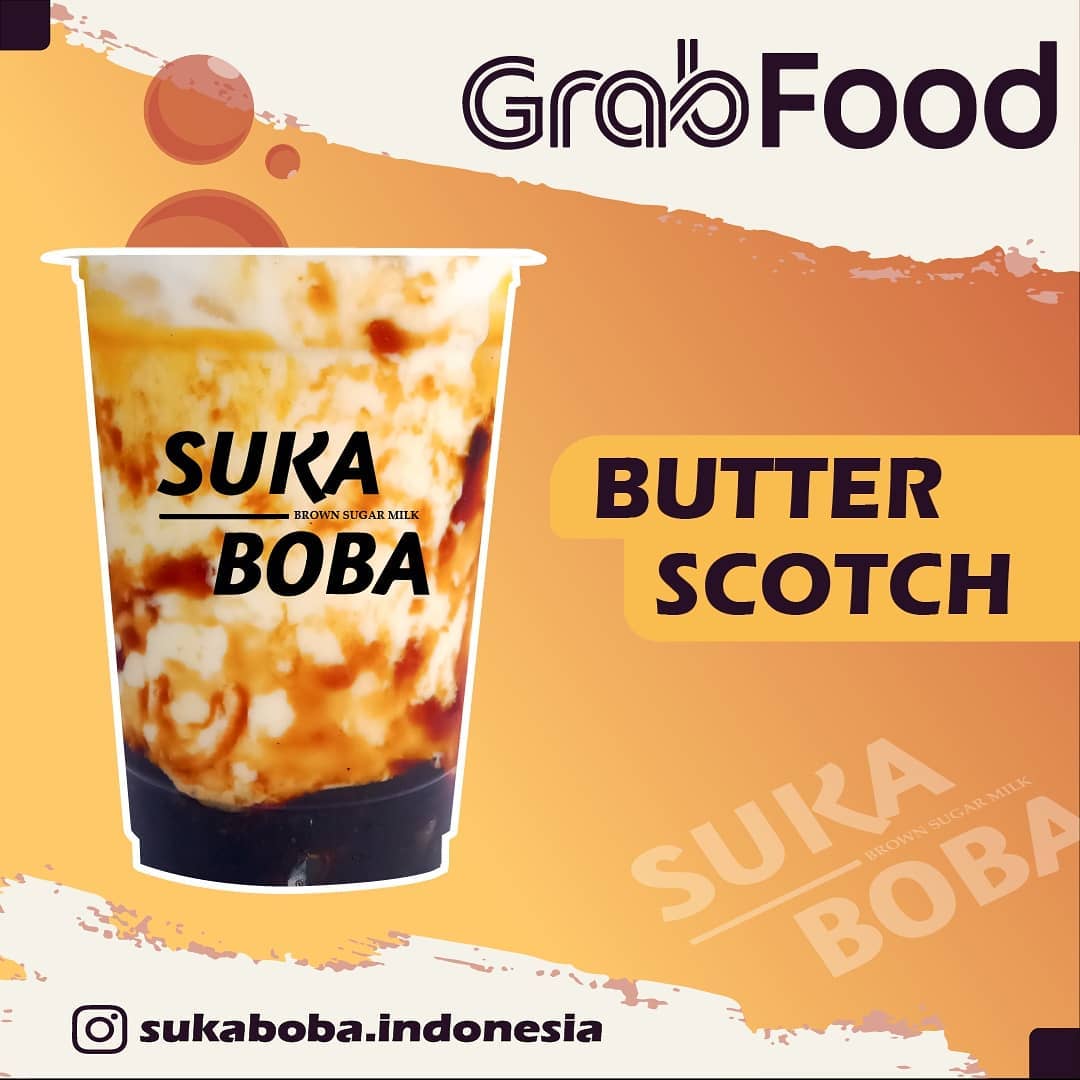 GrabFood
SUKA
BROWN SUGAR MILK
BOBA
BUTTER
SCOTCH
SUKA
BROWN SUGAR MILK
BOBA
sukaboba.indonesia